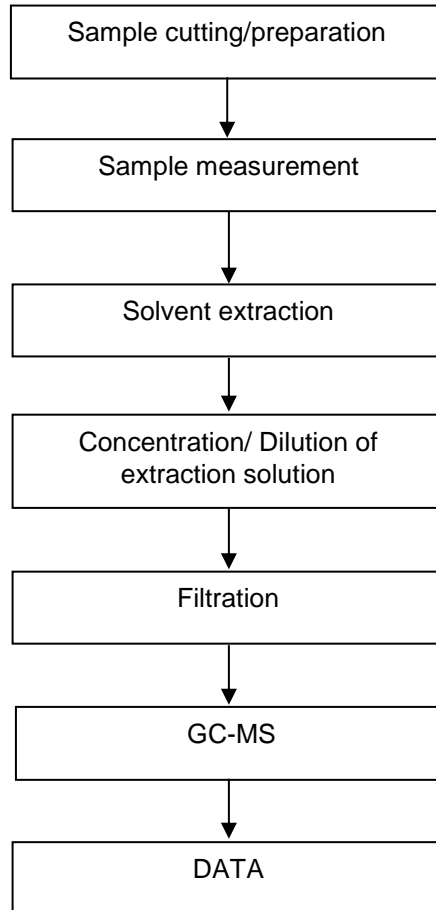 Sample cutting/preparation
Sample measurement
Solvent extraction
Concentration/ Dilution of
extraction solution
Filtration
GC-MS
DATA